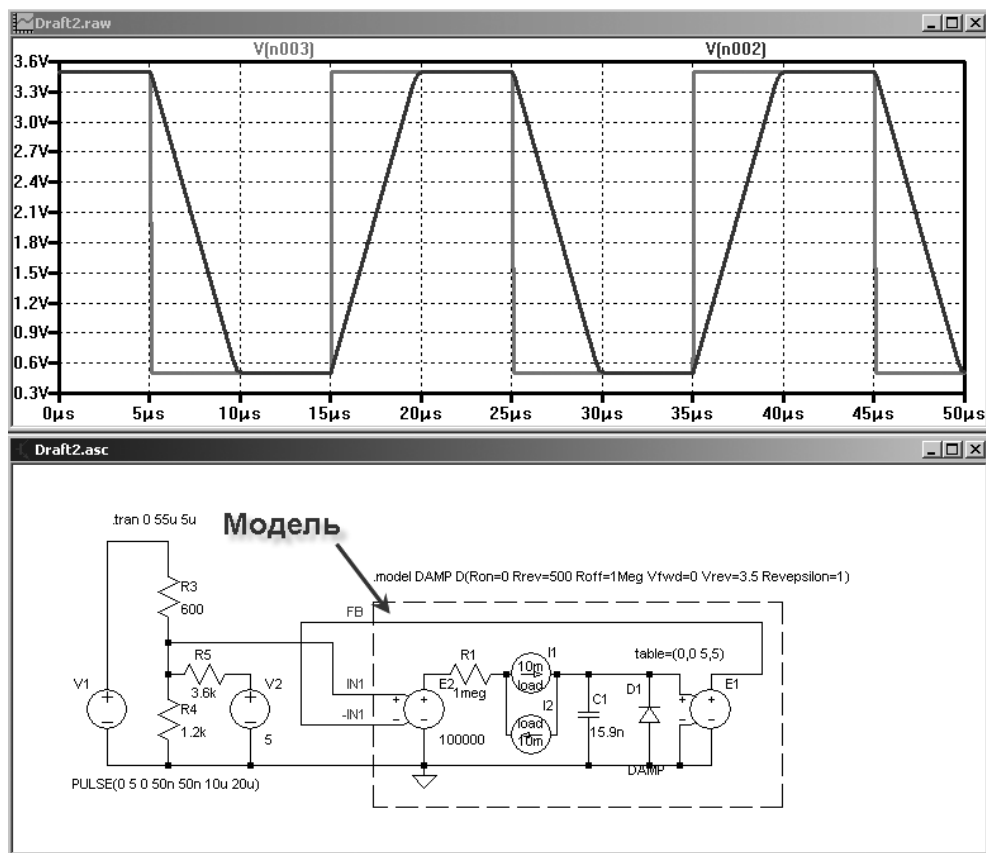 Draft2.raw
V(n003) V(n002)
3.6V
3.3V
3.0V
2.7V
2.4V
2.1V
1.8V
1.5V
1.2V
0.9V
0.6V
0.3V
0µs 5µs 10µs 15µs 20µs 25µs 30µs 35µs 40µs 45µs 50µs
Draft2.asc
.tran 0 55u 5u
Модель
.model DAMP D(Ron=0 Rrev=500 Roff=1Meg Vfwd=0 Vrev=3.5 Revepsilon=1)
R3
600
FB
R5
3.6k
V1
R4
1.2k
V2
5
IN1
-IN1
E2
100000
R1
1meg
I1
10m
load
I2
load
10m
C1
15.9n
D1
DAMP
table=(0,0 5,5)
E1
PULSE(0 5 0 50n 50n 10u 20u)